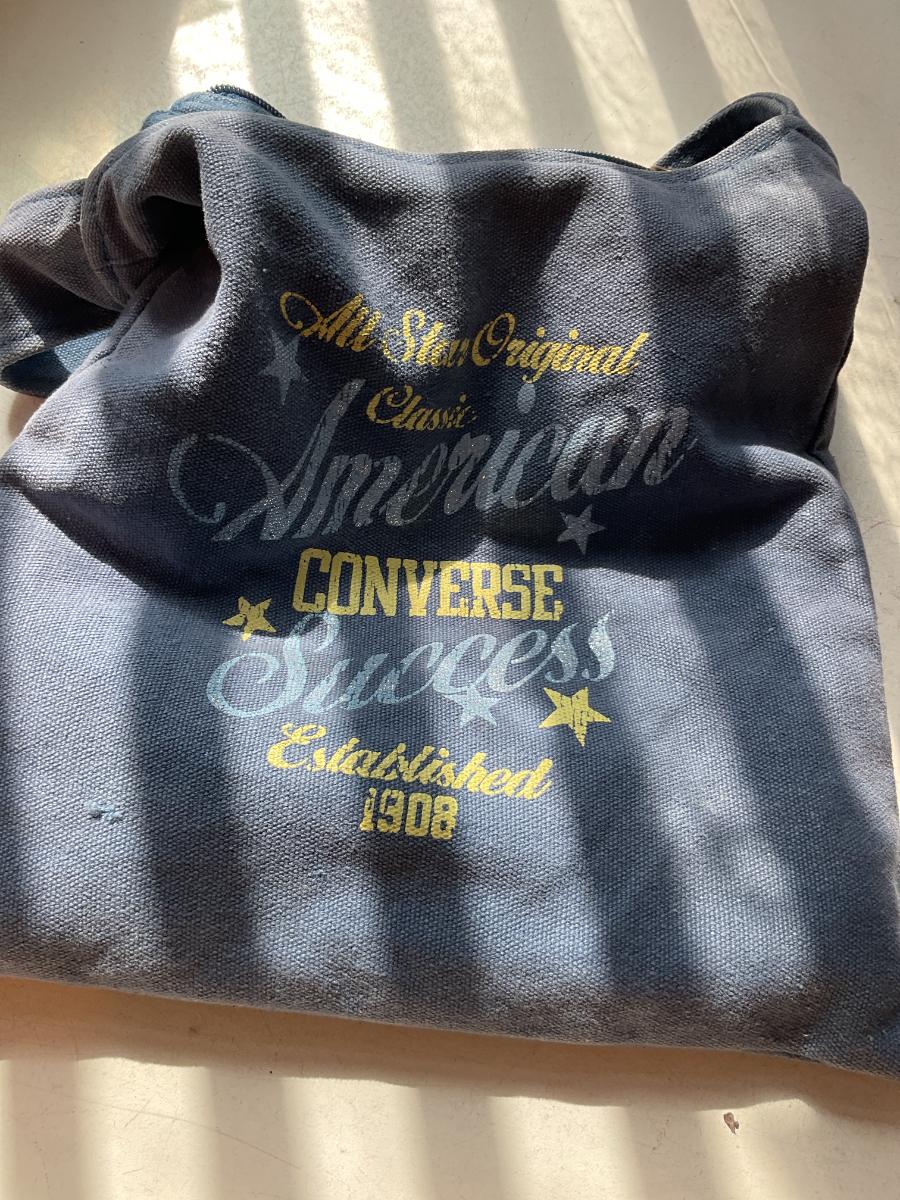 All Star Original
Classic
American
CONVERSE
Success
Established
1908